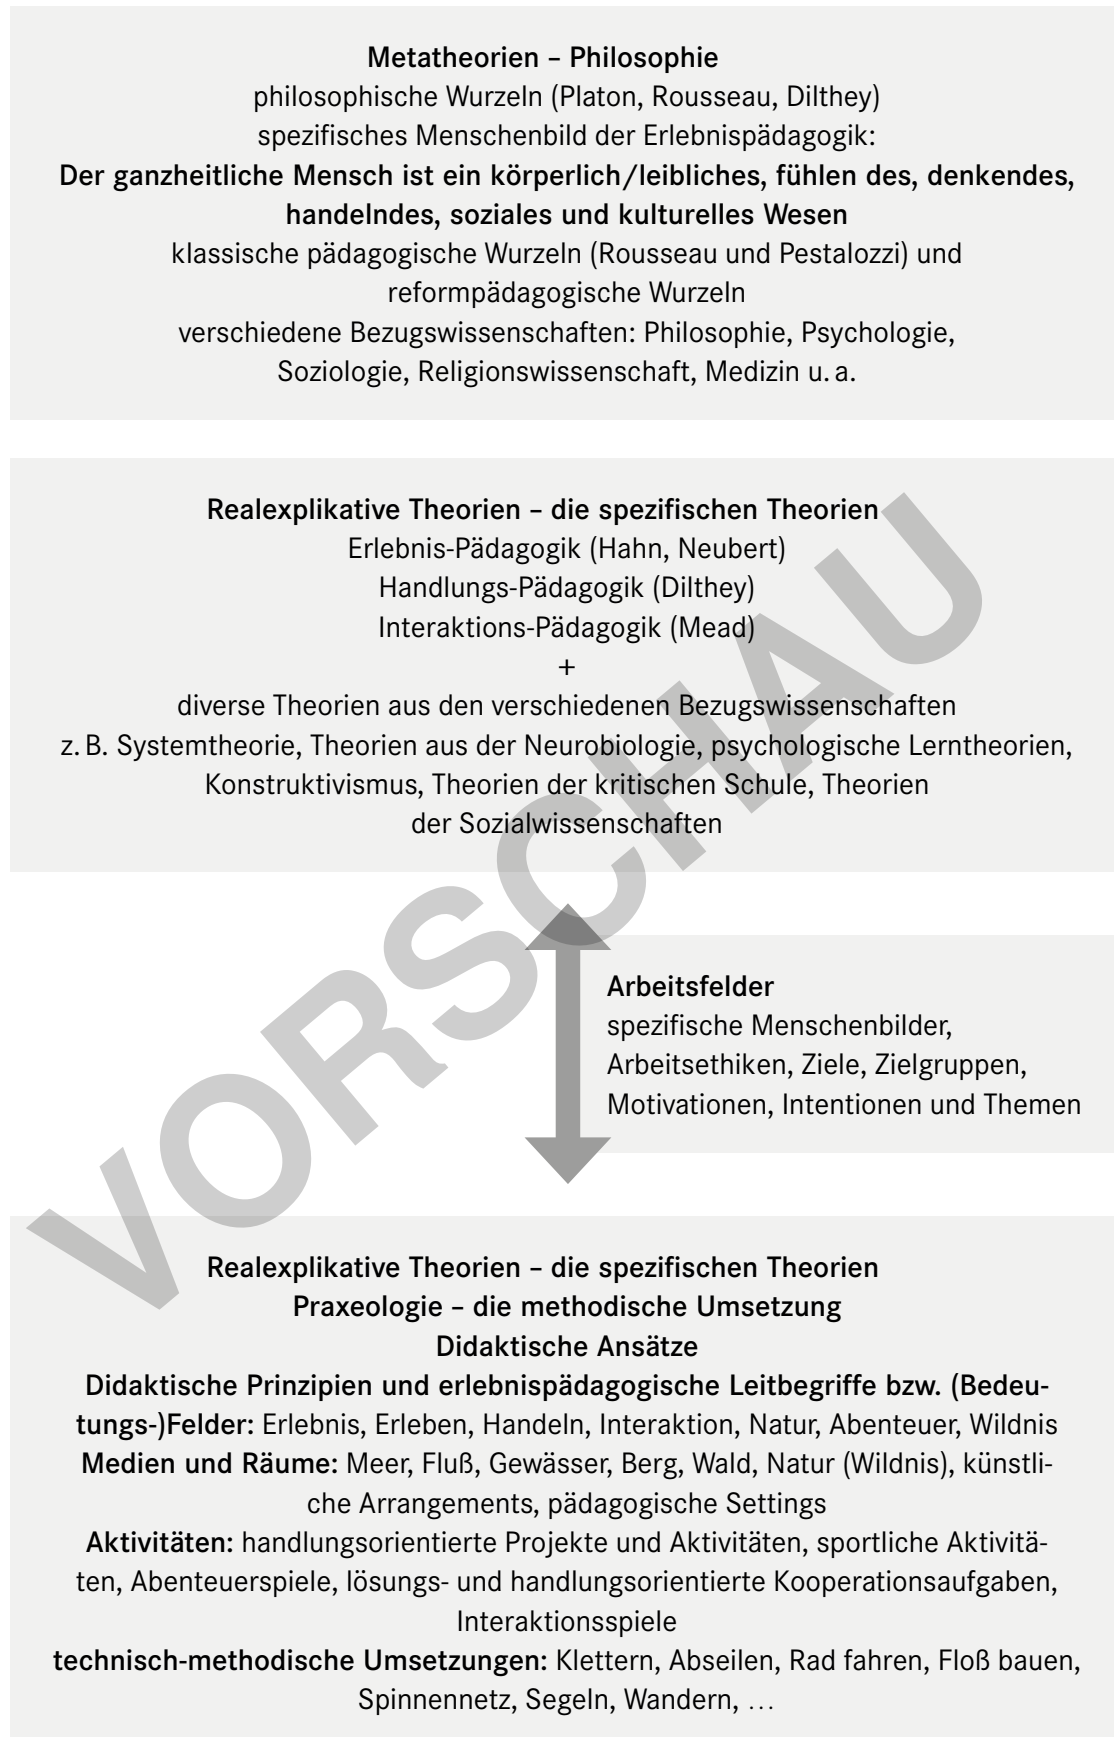 Metatheorien – Philosophie
philosophische Wurzeln (Platon, Rousseau, Dilthey)
spezifisches Menschenbild der Erlebnispädagogik:
Der ganzheitliche Mensch ist ein körperlich/leibliches, fühlen des, denkendes,
handelndes, soziales und kulturelles Wesen
klassische pädagogische Wurzeln (Rousseau und Pestalozzi) und
reformpädagogische Wurzeln
verschiedene Bezugswissenschaften: Philosophie, Psychologie,
Soziologie, Religionswissenschaft, Medizin u. a.
Realexplikative Theorien – die spezifischen Theorien
Erlebnis-Pädagogik (Hahn, Neubert)
Handlungs-Pädagogik (Dilthey)
Interaktions-Pädagogik (Mead)
+
diverse Theorien aus den verschiedenen Bezugswissenschaften
z. B. Systemtheorie, Theorien aus der Neurobiologie, psychologische Lerntheorien,
Konstruktivismus, Theorien der kritischen Schule, Theorien
der Sozialwissenschaften
Arbeitsfelder
spezifische Menschenbilder,
Arbeitsethiken, Ziele, Zielgruppen,
Motivationen, Intentionen und Themen
Realexplikative Theorien – die spezifischen Theorien
Praxeologie – die methodische Umsetzung
Didaktische Ansätze
Didaktische Prinzipien und erlebnispädagogische Leitbegriffe bzw. (Bedeu-
tungs-)Felder: Erlebnis, Erleben, Handeln, Interaktion, Natur, Abenteuer, Wildnis
Medien und Räume: Meer, Fluß, Gewässer, Berg, Wald, Natur (Wildnis), künstli-
che Arrangements, pädagogische Settings
Aktivitäten: handlungsorientierte Projekte und Aktivitäten, sportliche Aktivitä-
ten, Abenteuerspiele, lösungs- und handlungsorientierte Kooperationsaufgaben,
Interaktionsspiele
technisch-methodische Umsetzungen: Klettern, Abseilen, Rad fahren, Floß bauen,
Spinnennetz, Segeln, Wandern, …
VORSCHAU